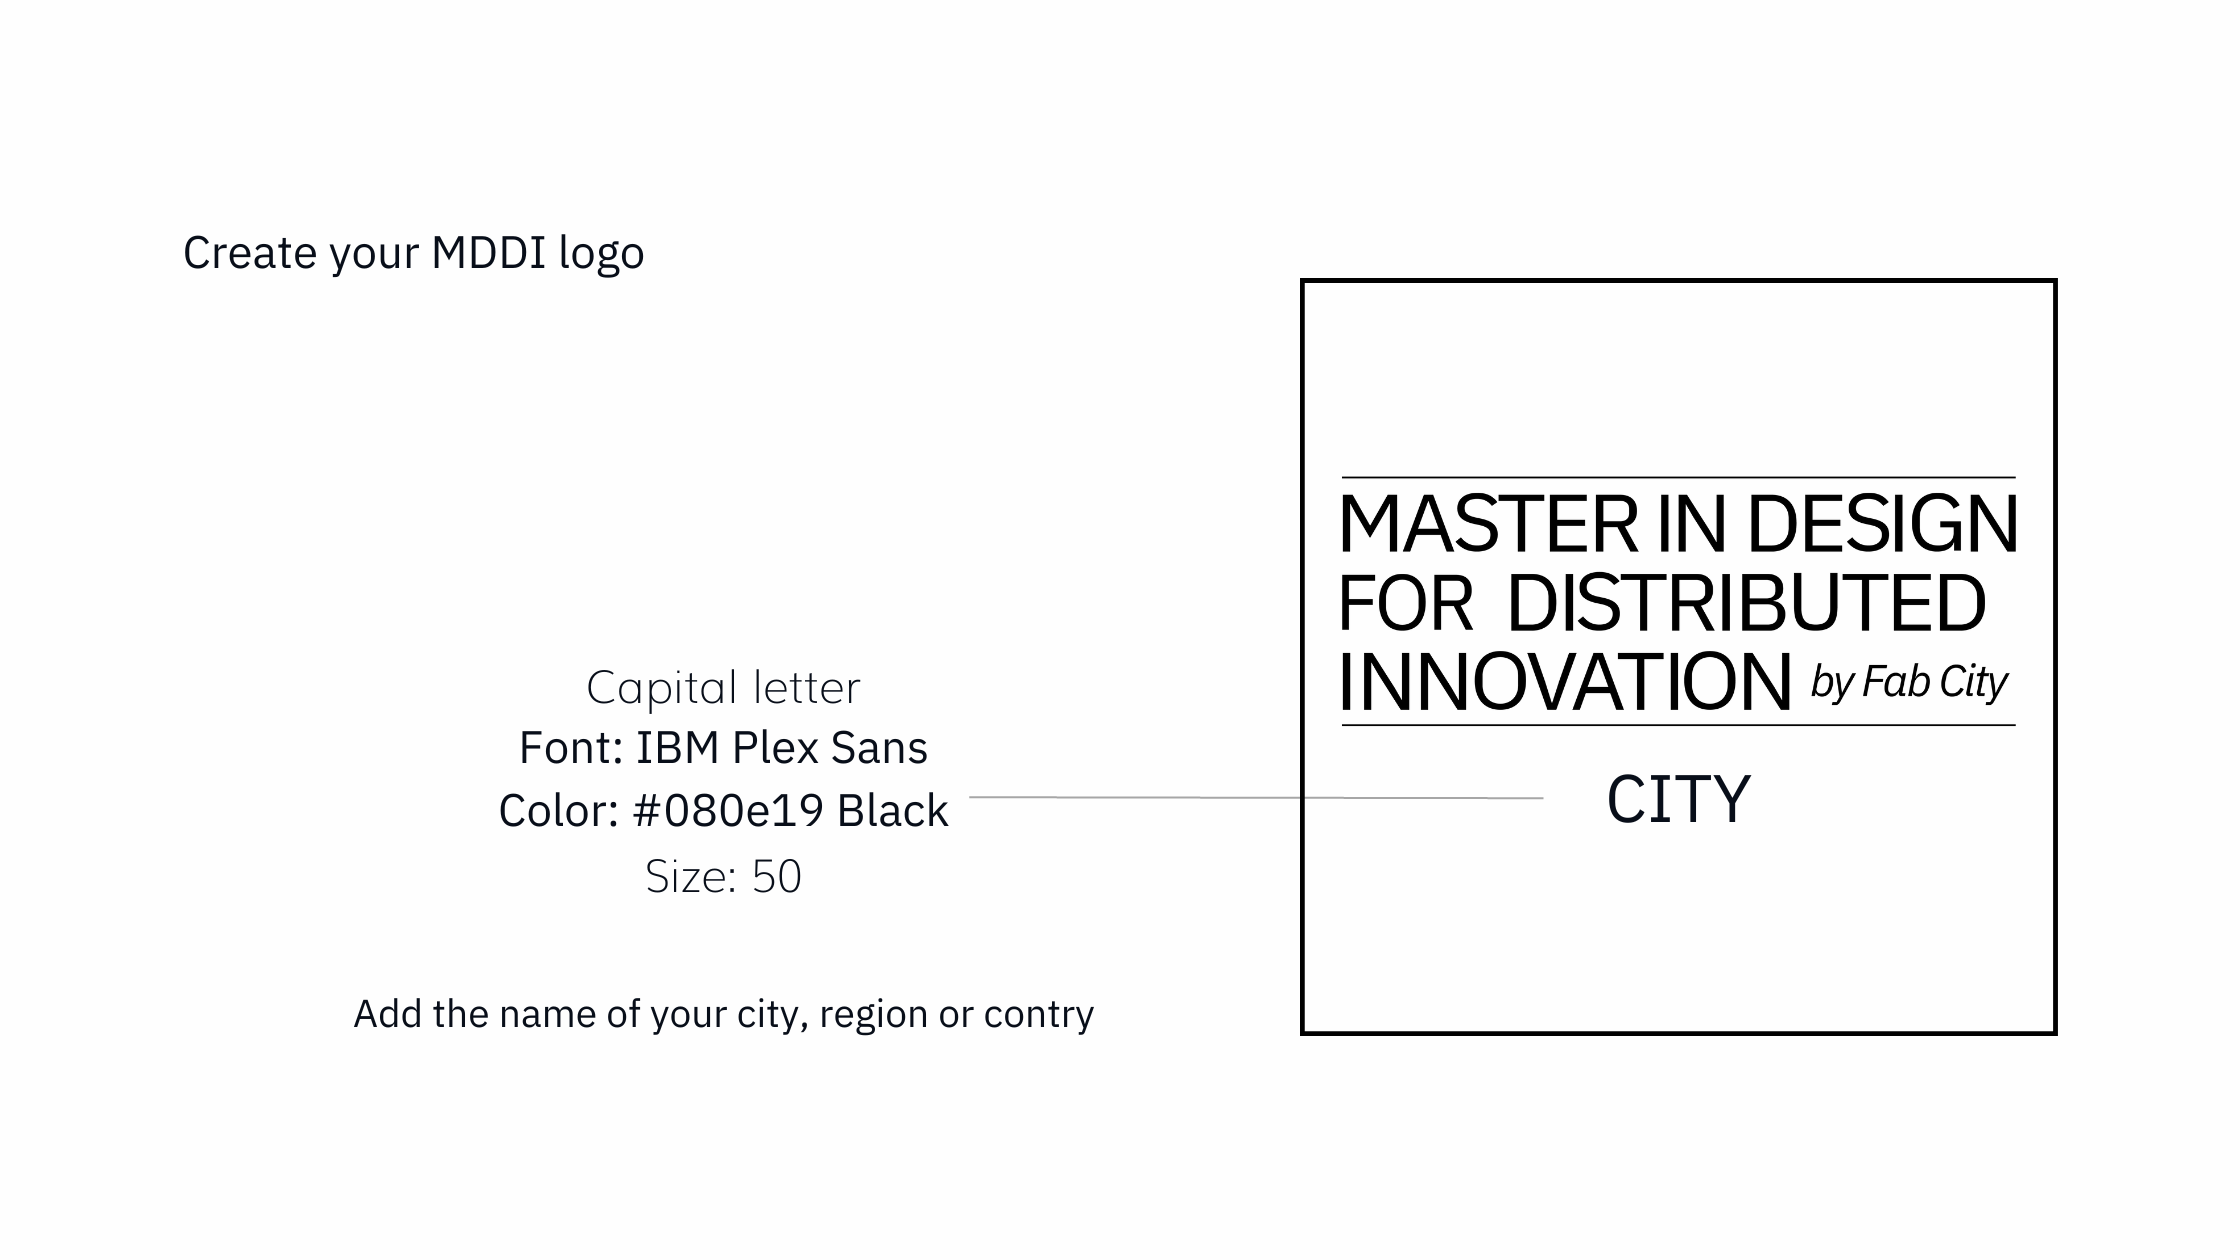 Create your MDDI logo
Capital letter
Font: IBM Plex Sans
Color: #080e19 Black
Size: 50
Add the name of your city, region or contry
MASTER IN DESIGN
FOR DISTRIBUTED
INNOVATION by Fab City
CITY